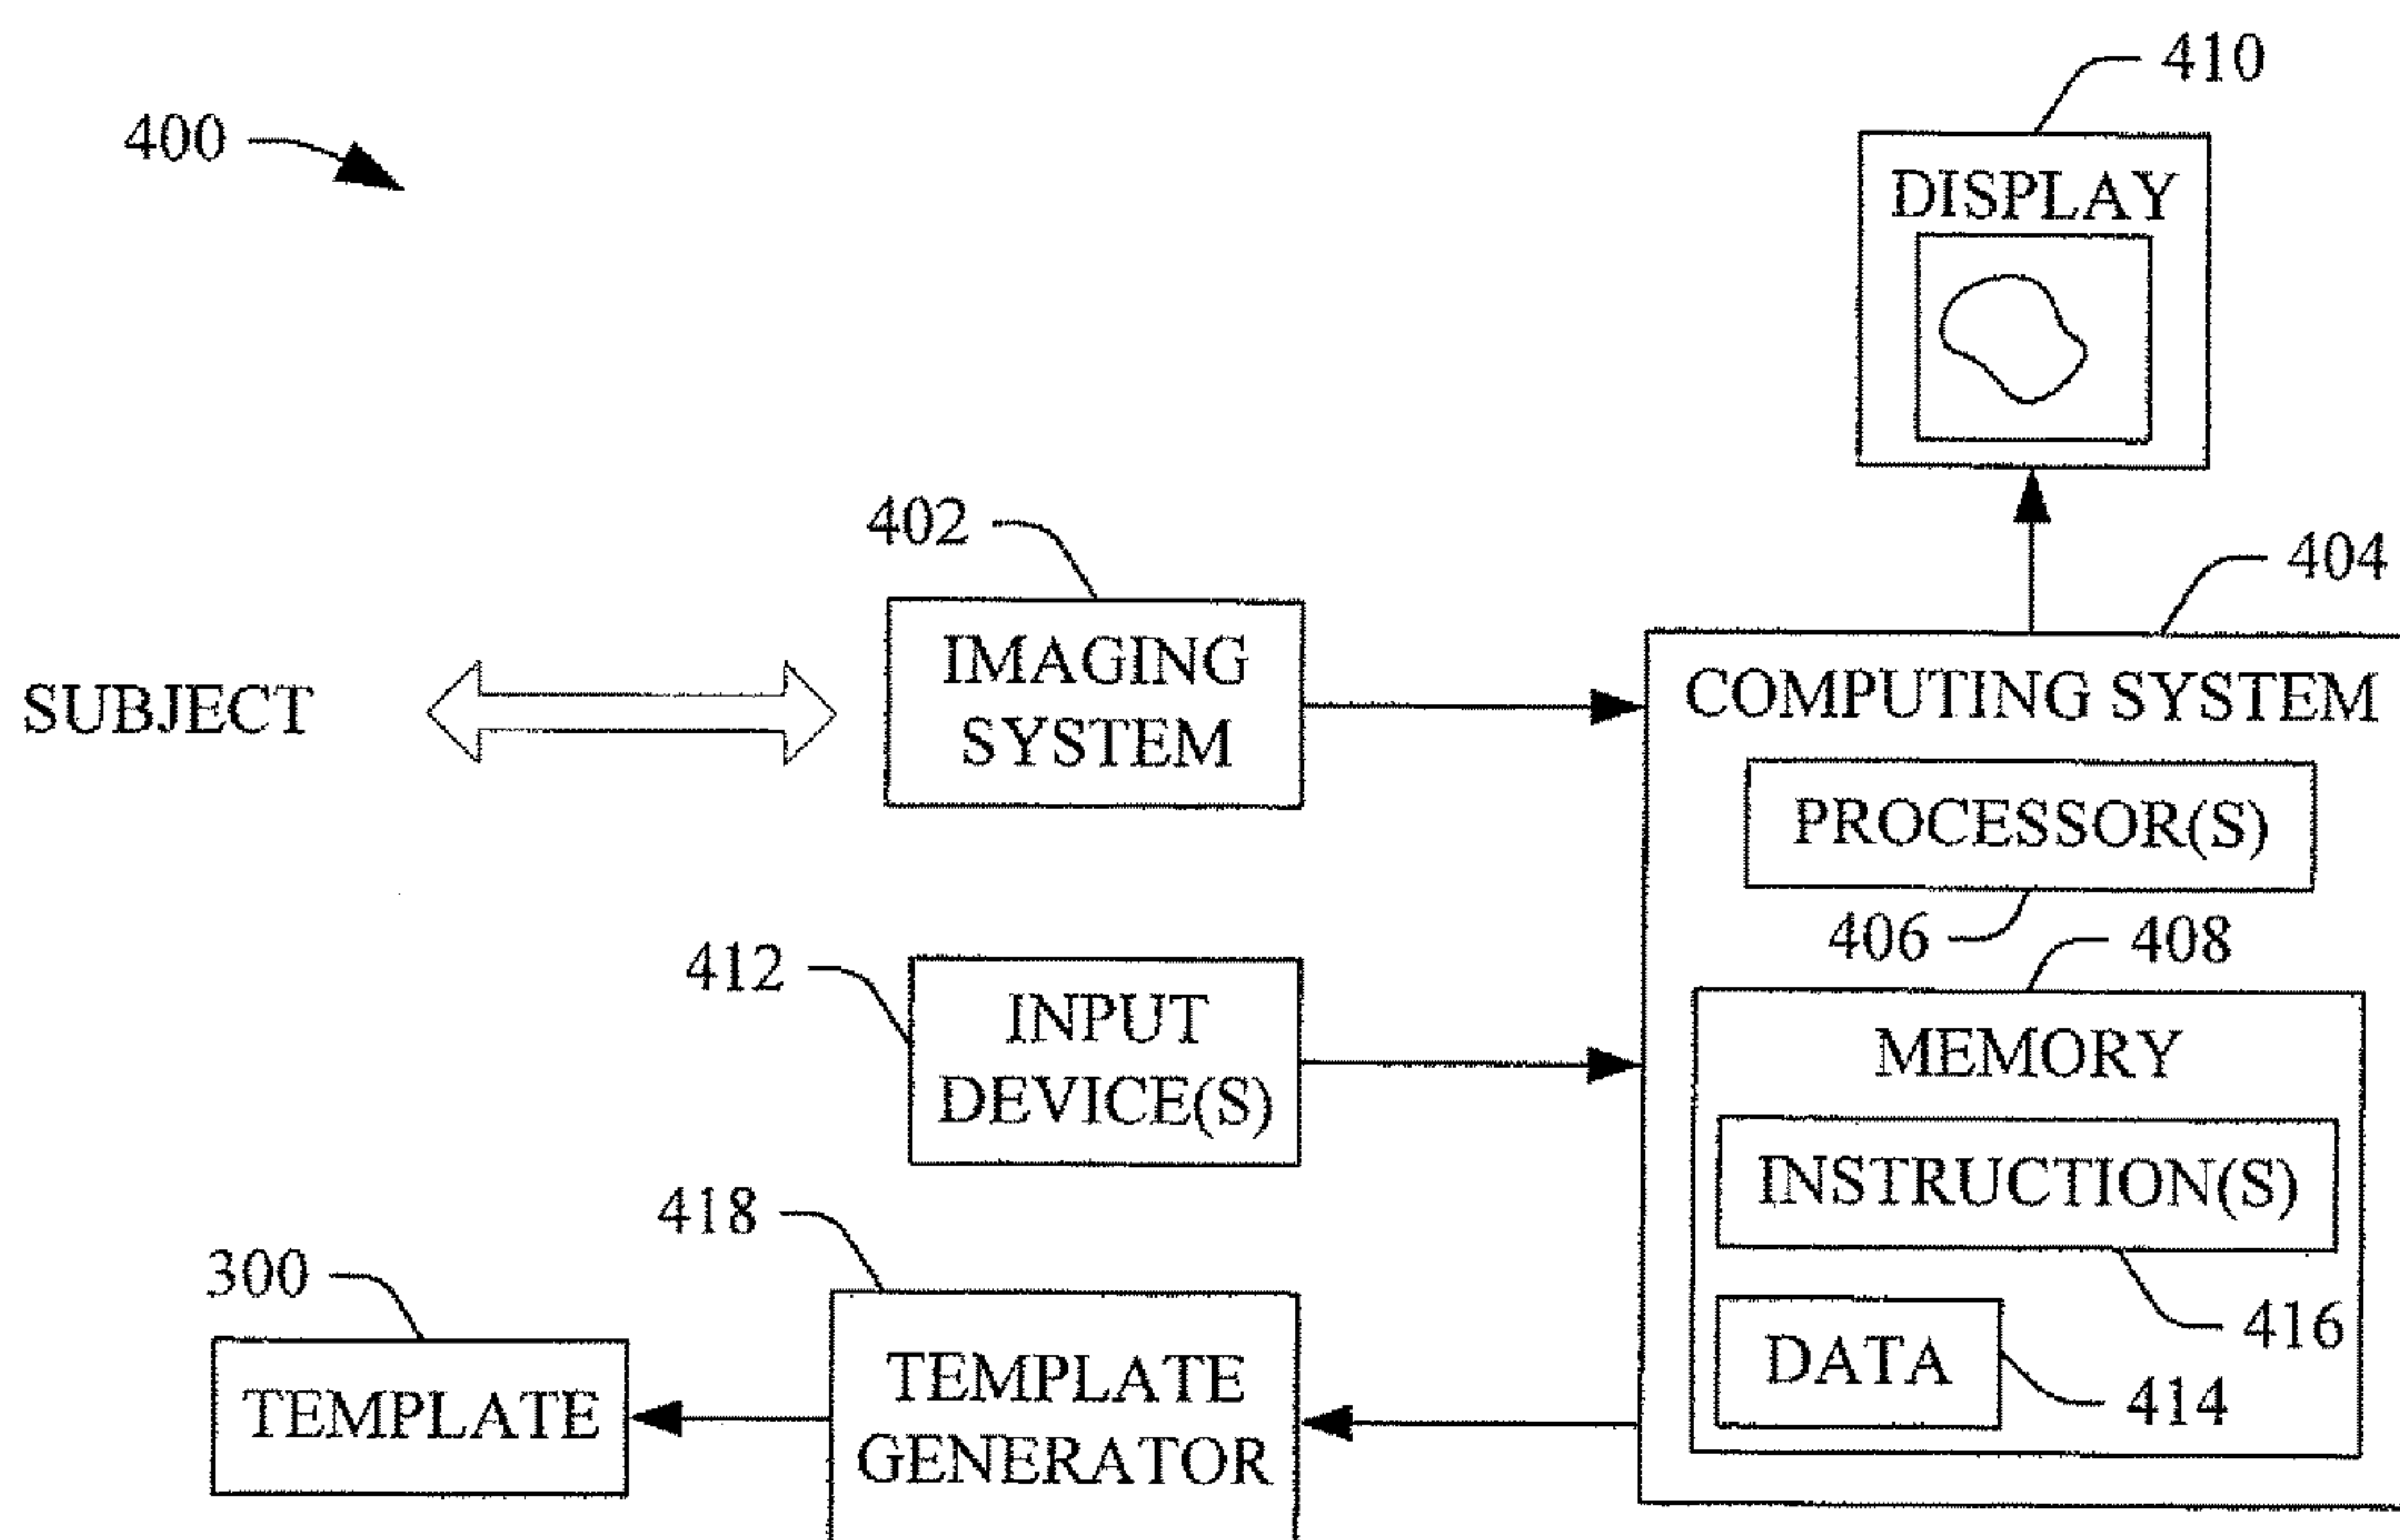 410
400
DISPLAY
402
404
IMAGING
SYSTEM
SUBJECT
COMPUTING SYSTEM
PROCESSOR(S)
406
408
412
INPUT
DEVICE(S)
MEMORY
INSTRUCTION(S)
418
300
416
TEMPLATE
GENERATOR
TEMPLATE
DATA
414